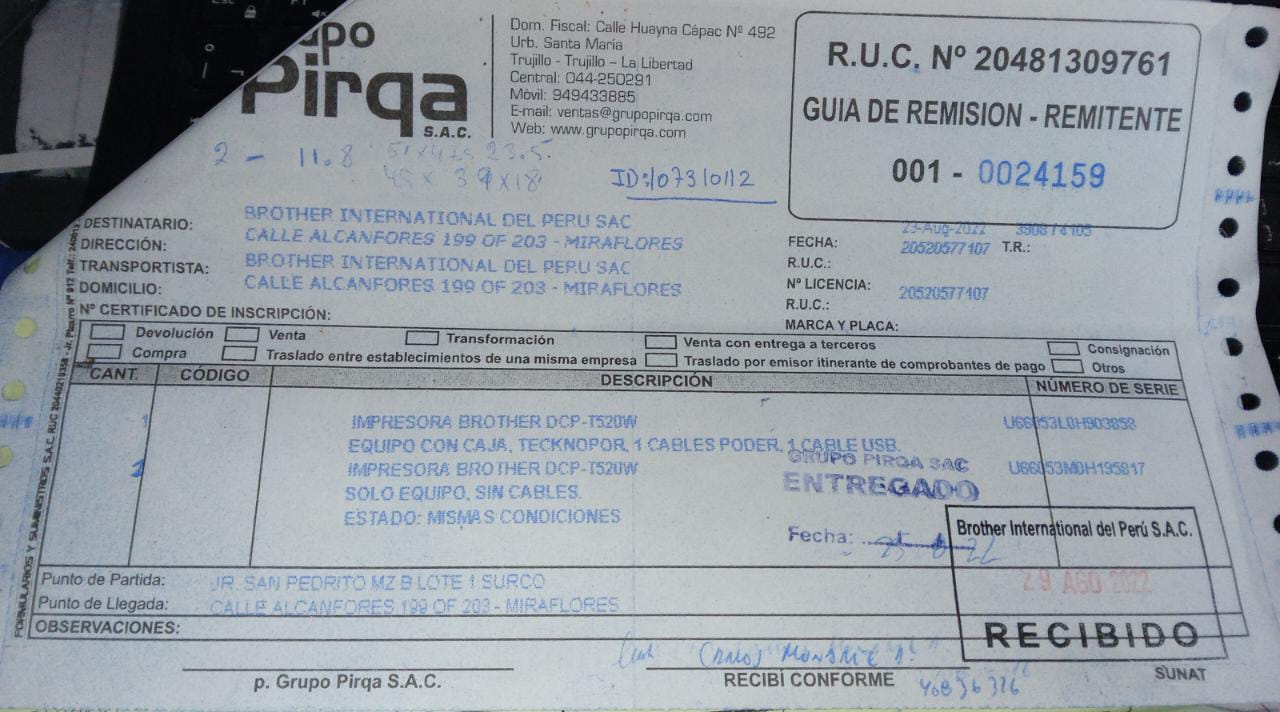 upo
Pirqa
S.A.C.
Dom. Fiscal: Calle Huayna Cápac Nº 492
Urb. Santa María
Trujillo - Trujillo – La Libertad
Central: 044-250291
Móvil: 949433885
E-mail: ventas@grupopirqa.com
Web: www.grupopirqa.com
R.U.C. Nº 20481309761
GUIA DE REMISION - REMITENTE
001 - 0024159
2 - 11.8
ID:107310112
DESTINATARIO: BROTHER INTERNATIONAL DEL PERU SAC
DIRECCIÓN: CALLE ALCANFORES 199 OF 203 - MIRAFLORES
TRANSPORTISTA: BROTHER INTERNATIONAL DEL PERU SAC
DOMICILIO: CALLE ALCANFORES 199 OF 203 - MIRAFLORES
Nº CERTIFICADO DE INSCRIPCIÓN:
FECHA: 23-Aug-2022
R.U.C.: 20520577107 T.R.:
Nº LICENCIA:
R.U.C.: 20520577107
MARCA Y PLACA:
Devolución Venta Transformación Venta con entrega a terceros Consignación
Compra Traslado entre establecimientos de una misma empresa Traslado por emisor itinerante de comprobantes de pago Otros
CANT. CÓDIGO DESCRIPCIÓN NÚMERO DE SERIE
1 IMPRESORA BROTHER DCP-T520W U66053L0H903858
EQUIPO CON CAJA, TECKNOPOR, 1 CABLES PODER, 1 CABLE USB.
IMPRESORA BROTHER DCP-T520W U66053M0H195817
SOLO EQUIPO, SIN CABLES.
ESTADO: MISMAS CONDICIONES
GRUPO PIRQA SAC
ENTREGADO
Fecha:
Brother International del Perú S.A.C.
29 AGO 2022
RECIBIDO
Punto de Partida: JR. SAN PEDRITO MZ B LOTE 1 SURCO
Punto de Llegada: CALLE ALCANFORES 199 OF 203 - MIRAFLORES
OBSERVACIONES:
p. Grupo Pirqa S.A.C.
RECIBÍ CONFORME
SUNAT